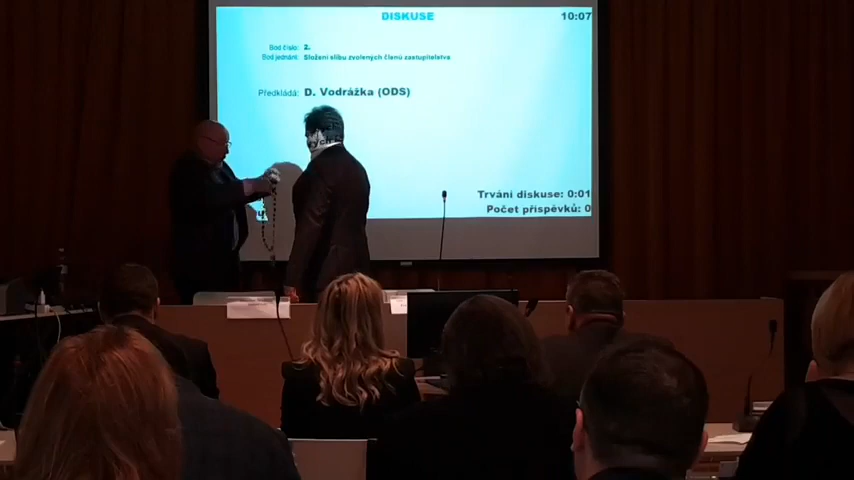 DISKUSE 10:07
Bod číslo: 2.
Bod jednání: Složení slibu zvolených členů zastupitelstva
Předkládá: D. Vodrážka (ODS)
Trvání diskuse: 0:01
Počet příspěvků: 0